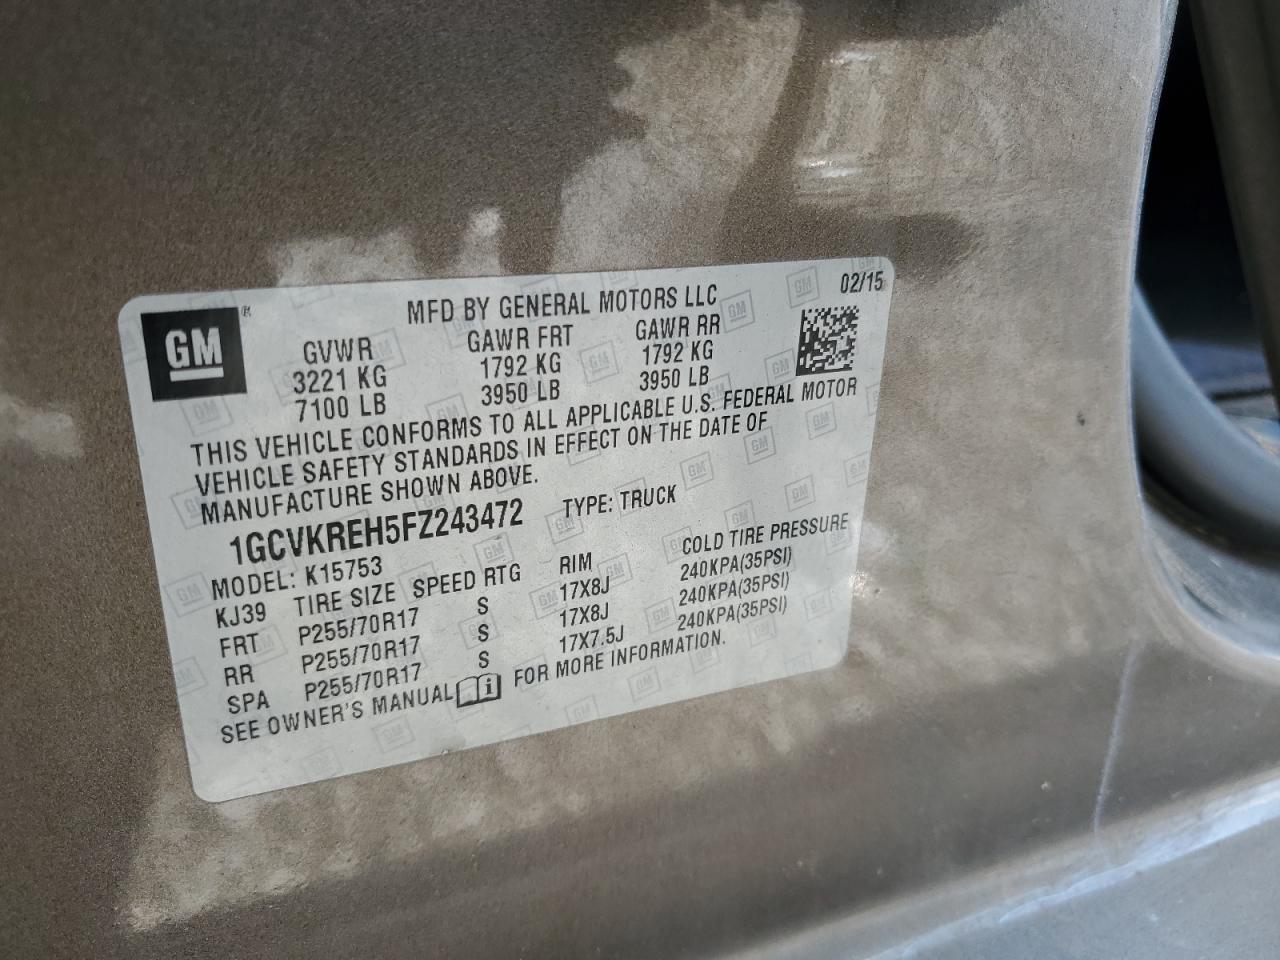 GM®
MFD BY GENERAL MOTORS LLC 02/15
GVWR GAWR FRT GAWR RR
3221 KG 1792 KG 1792 KG
7100 LB 3950 LB 3950 LB
THIS VEHICLE CONFORMS TO ALL APPLICABLE U.S. FEDERAL MOTOR
VEHICLE SAFETY STANDARDS IN EFFECT ON THE DATE OF
MANUFACTURE SHOWN ABOVE.
1GCVKREH5FZ243472 TYPE: TRUCK
MODEL: K15753
KJ39 TIRE SIZE SPEED RTG RIM COLD TIRE PRESSURE
FRT P255/70R17 S 17X8J 240KPA(35PSI)
RR P255/70R17 S 17X8J 240KPA(35PSI)
SPA P255/70R17 S 17X7.5J 240KPA(35PSI)
SEE OWNER'S MANUAL FOR MORE INFORMATION.